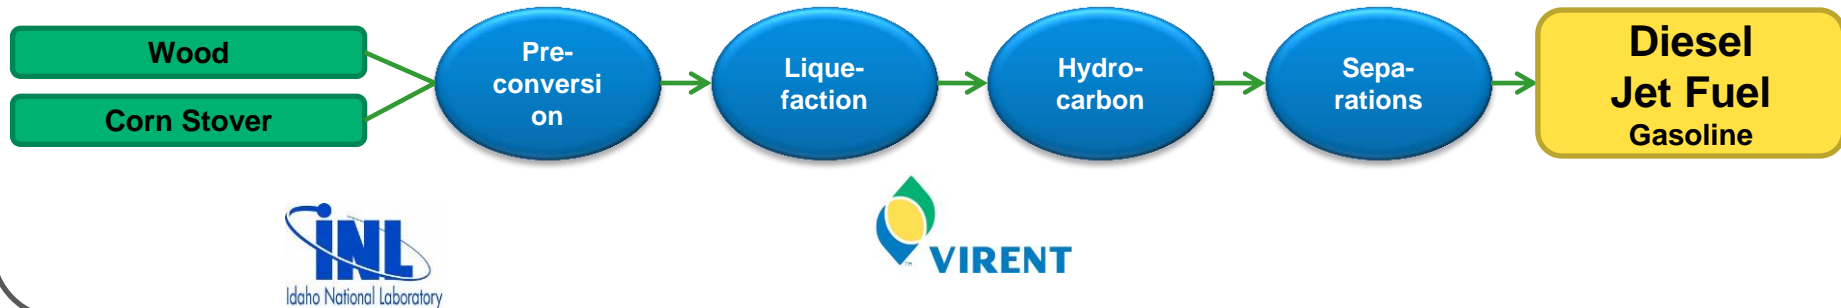 Wood
Corn Stover
Pre-
conversi
on
Lique-
faction
Hydro-
carbon
Sepa-
rations
Diesel
Jet Fuel
Gasoline
INL
Idaho National Laboratory
VIRENT
TM